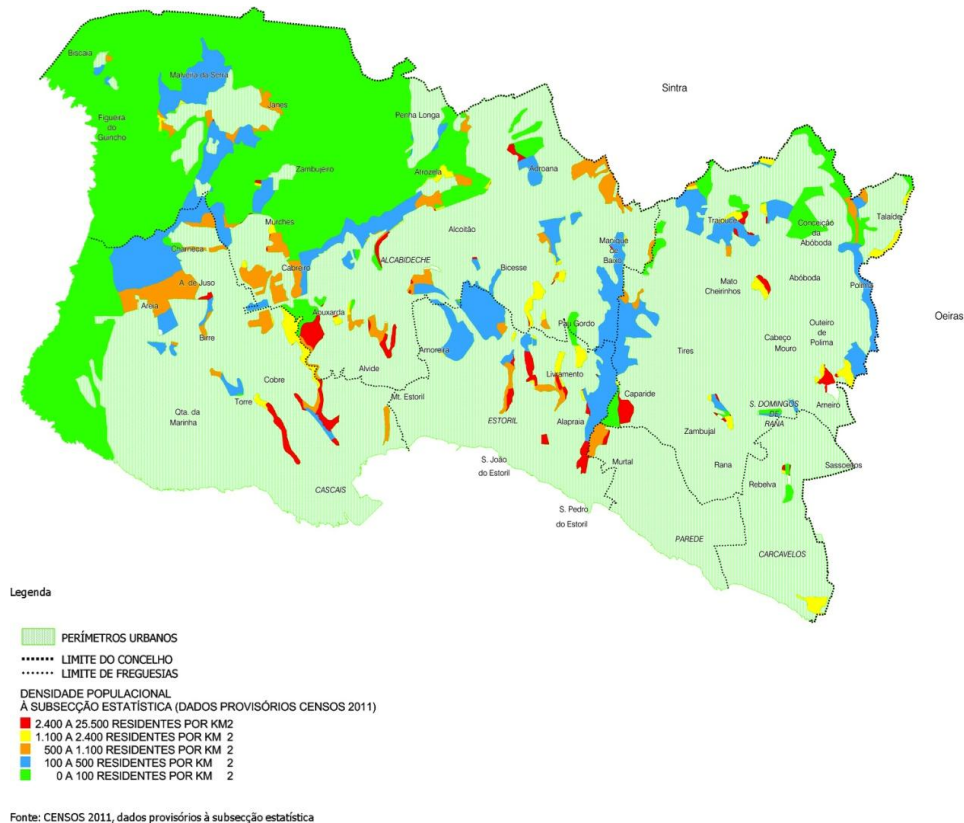 Sintra
Biscaia
Malveira da Serra
Janes
Figueira
do
Guincho
Penha Longa
Zambujeiro
Atrozela
Adroana
Murches
Alcoitão
Trajouce
Conceição
da
Abóboda
Talaíde
Charneca
ALCABIDECHE
Manique
de
Baixo
Cabreiro
Bicesse
Mato
Cheirinhos
Abóboda
Polima
A. de Juso
Areia
Oeiras
Abuxarda
Pau Gordo
Outeiro
de
Polima
Birre
Amoreira
Tires
Cabeço
Mouro
Alvide
Livramento
Cobre
Mt. Estoril
Caparide
Torre
Qta. da
Marinha
ESTORIL
Alapraia
S. DOMINGOS
DE
RANA
Arneiro
Zambujal
S. João
do Estoril
Murtal
Rana
Sassoeiros
CASCAIS
Rebelva
S. Pedro
do Estoril
PAREDE
CARCAVELOS
Legenda
PERÍMETROS URBANOS
LIMITE DO CONCELHO
LIMITE DE FREGUESIAS
DENSIDADE POPULACIONAL
À SUBSECÇÃO ESTATÍSTICA (DADOS PROVISÓRIOS CENSOS 2011)
2.400 A 25.500 RESIDENTES POR KM2
1.100 A 2.400 RESIDENTES POR KM 2
500 A 1.100 RESIDENTES POR KM 2
100 A 500 RESIDENTES POR KM 2
0 A 100 RESIDENTES POR KM 2
Fonte: CENSOS 2011, dados provisórios à subsecção estatística